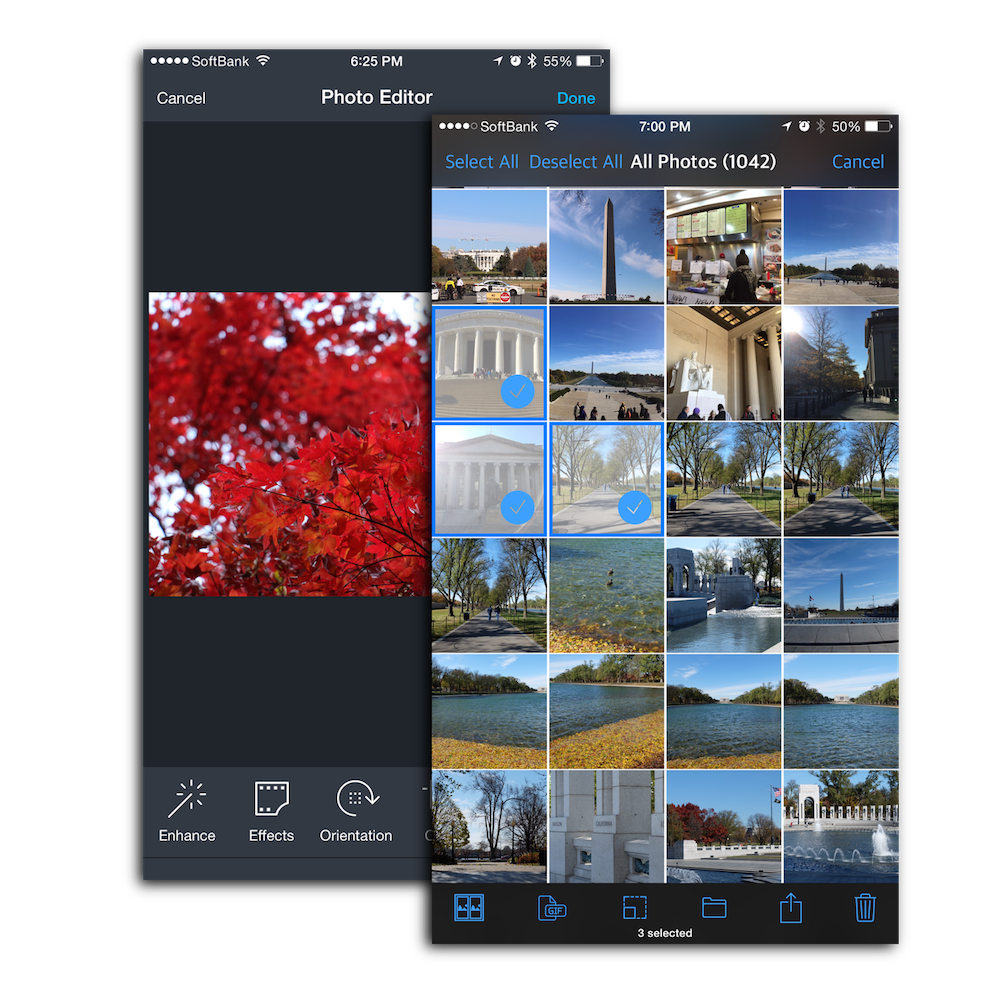 SoftBank 6:25 PM 55%
Cancel Photo Editor Done
SoftBank 7:00 PM 50%
Select All Deselect All All Photos (1042) Cancel
Enhance Effects Orientation
GIF
3 selected